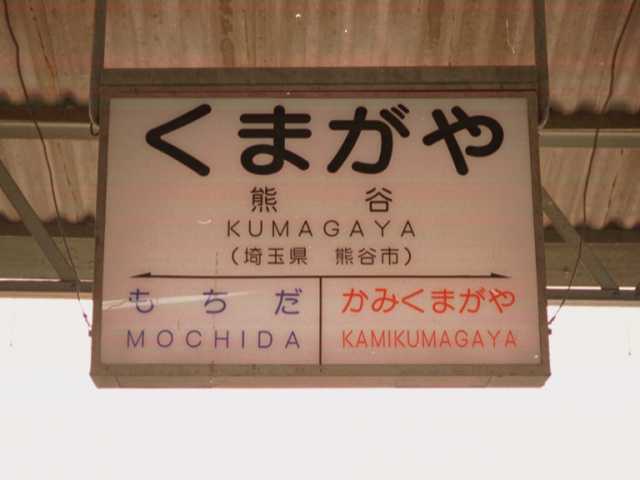 くまがや
熊谷
KUMAGAYA
(埼玉県 熊谷市)
もちだ かみくまがや
MOCHIDA KAMIKUMAGAYA